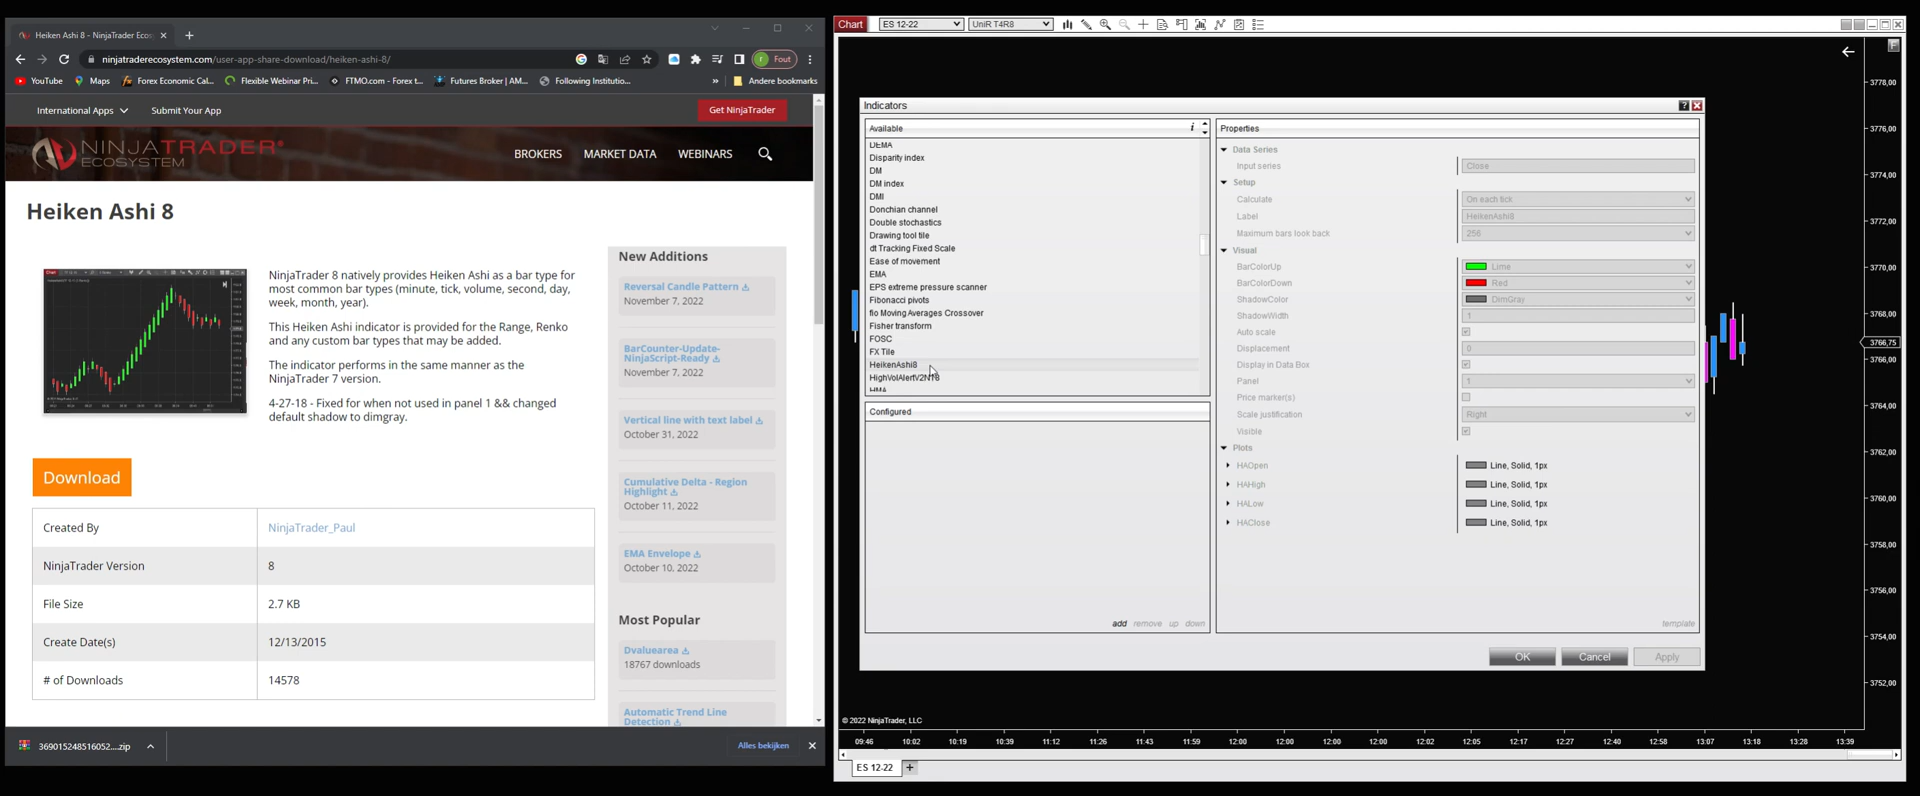 Heiken Ashi 8 - NinjaTrader Ecos
ninjatraderecosystem.com/user-app-share-download/heiken-ashi-8/
r Fout
YouTube
Maps
Forex Economic Cal...
Flexible Webinar Pri...
FTMO.com - Forex t...
Futures Broker | AM...
Following Institutio...
»
Andere bookmarks
International Apps
Submit Your App
Get NinjaTrader
NINJATRADER®
ECOSYSTEM
BROKERS
MARKET DATA
WEBINARS
Heiken Ashi 8
NinjaTrader 8 natively provides Heiken Ashi as a bar type for
most common bar types (minute, tick, volume, second, day,
week, month, year).
This Heiken Ashi indicator is provided for the Range, Renko
and any custom bar types that may be added.
The indicator performs in the same manner as the
NinjaTrader 7 version.
4-27-18 - Fixed for when not used in panel 1 && changed
default shadow to dimgray.
Download
Created By NinjaTrader_Paul
NinjaTrader Version 8
File Size 2.7 KB
Create Date(s) 12/13/2015
# of Downloads 14578
New Additions
Reversal Candle Pattern
November 7, 2022
BarCounter-Update-
NinjaScript-Ready
November 7, 2022
Vertical line with text label
October 31, 2022
Cumulative Delta - Region
Highlight
October 11, 2022
EMA Envelope
October 10, 2022
Most Popular
Dvaluearea
18767 downloads
Automatic Trend Line
Detection
369015248516052....zip
Alles bekijken
Chart
ES 12-22
UniR T4R8
F
Indicators
?
Available
i
DEMA
Disparity index
DM
DM index
DMI
Donchian channel
Double stochastics
Drawing tool tile
dt Tracking Fixed Scale
Ease of movement
EMA
EPS extreme pressure scanner
Fibonacci pivots
fio Moving Averages Crossover
Fisher transform
FOSC
FX Tile
HeikenAshi8
HighVolAlertV2NT8
HMA
Configured
add remove up down
Properties
Data Series
Input series Close
Setup
Calculate On each tick
Label HeikenAshi8
Maximum bars look back 256
Visual
BarColorUp Lime
BarColorDown Red
ShadowColor DimGray
ShadowWidth 1
Auto scale
Displacement 0
Display in Data Box
Panel 1
Price marker(s)
Scale justification Right
Visible
Plots
HAOpen Line, Solid, 1px
HAHigh Line, Solid, 1px
HALow Line, Solid, 1px
HAClose Line, Solid, 1px
template
OK
Cancel
Apply
3778,00
3776,00
3774,00
3772,00
3770,00
3768,00
3766,75
3766,00
3764,00
3762,00
3760,00
3758,00
3756,00
3754,00
3752,00
© 2022 NinjaTrader, LLC
09:46 10:02 10:19 10:39 11:12 11:26 11:43 11:59 12:00 12:00 12:00 12:00 12:00 12:05 12:17 12:27 12:40 12:58 13:07 13:18 13:28 13:39
ES 12-22